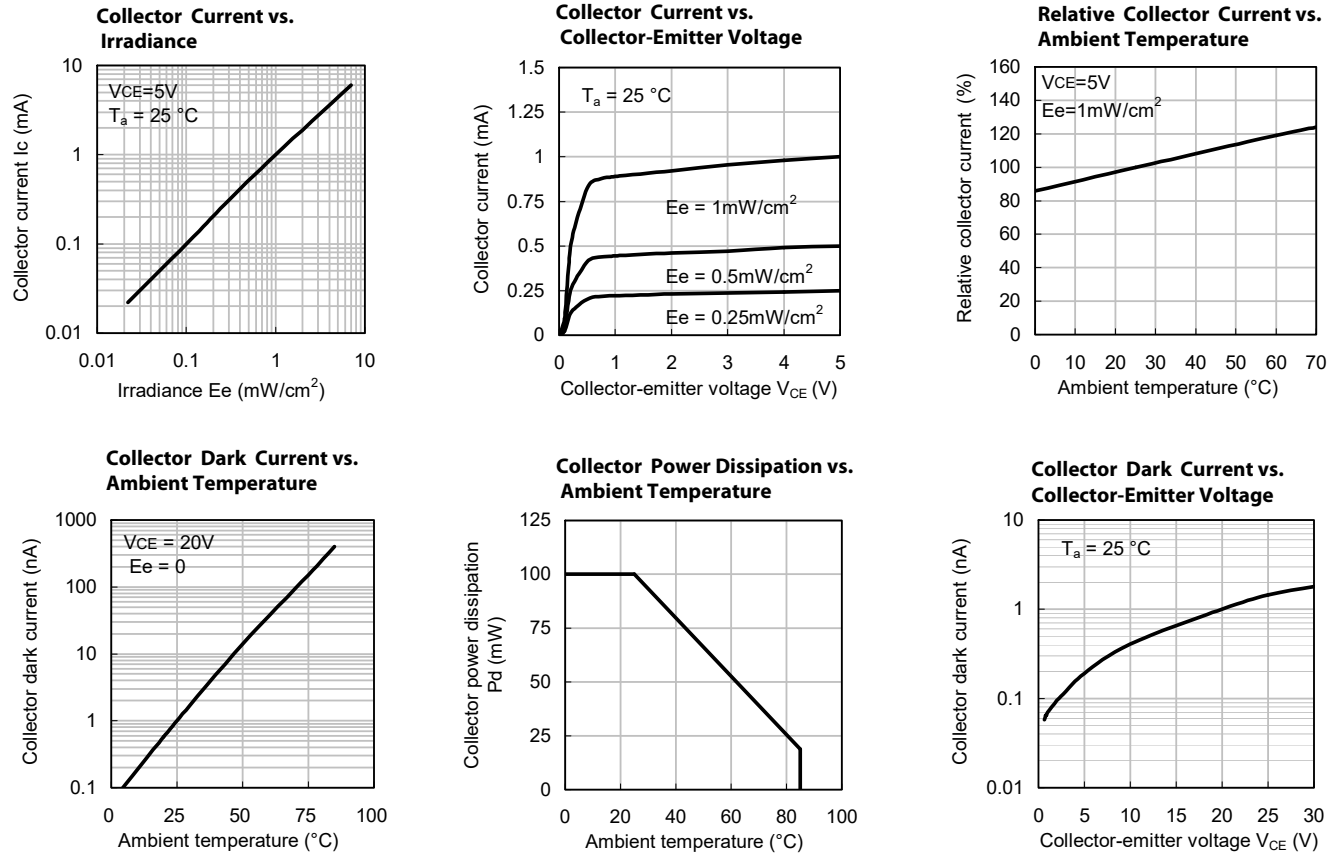 Collector Current vs.
Irradiance
10
1
0.1
0.01
Collector current Ic (mA)
VCE=5V
Ta = 25 °C
0.01 0.1 1 10
Irradiance Ee (mW/cm²)
Collector Current vs.
Collector-Emitter Voltage
1.5
1.25
1
0.75
0.5
0.25
0
Collector current (mA)
Ta = 25 °C
Ee = 1mW/cm²
Ee = 0.5mW/cm²
Ee = 0.25mW/cm²
0 1 2 3 4 5
Collector-emitter voltage VCE (V)
Relative Collector Current vs.
Ambient Temperature
160
140
120
100
80
60
40
20
0
Relative collector current (%)
VCE=5V
Ee=1mW/cm²
0 10 20 30 40 50 60 70
Ambient temperature (°C)
Collector Dark Current vs.
Ambient Temperature
1000
100
10
1
0.1
Collector dark current (nA)
VCE = 20V
Ee = 0
0 25 50 75 100
Ambient temperature (°C)
Collector Power Dissipation vs.
Ambient Temperature
125
100
75
50
25
0
Collector power dissipation
Pd (mW)
0 20 40 60 80 100
Ambient temperature (°C)
Collector Dark Current vs.
Collector-Emitter Voltage
10
1
0.1
0.01
Collector dark current (nA)
Ta = 25 °C
0 5 10 15 20 25 30
Collector-emitter voltage VCE (V)